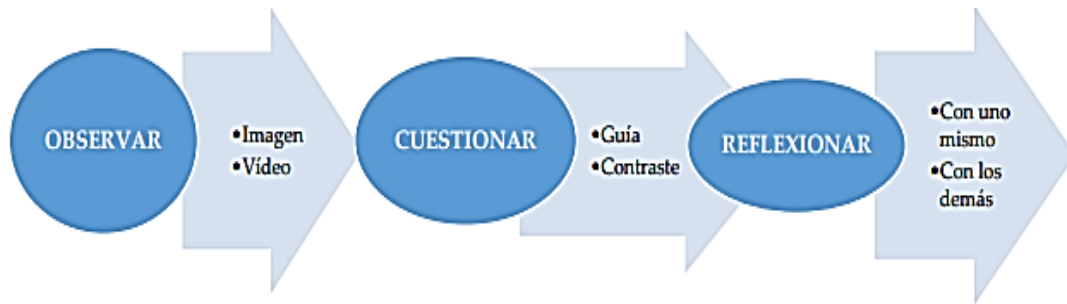 OBSERVAR
•Imagen
•Vídeo
CUESTIONAR
•Guía
•Contraste
REFLEXIONAR
•Con uno
mismo
•Con los
demás